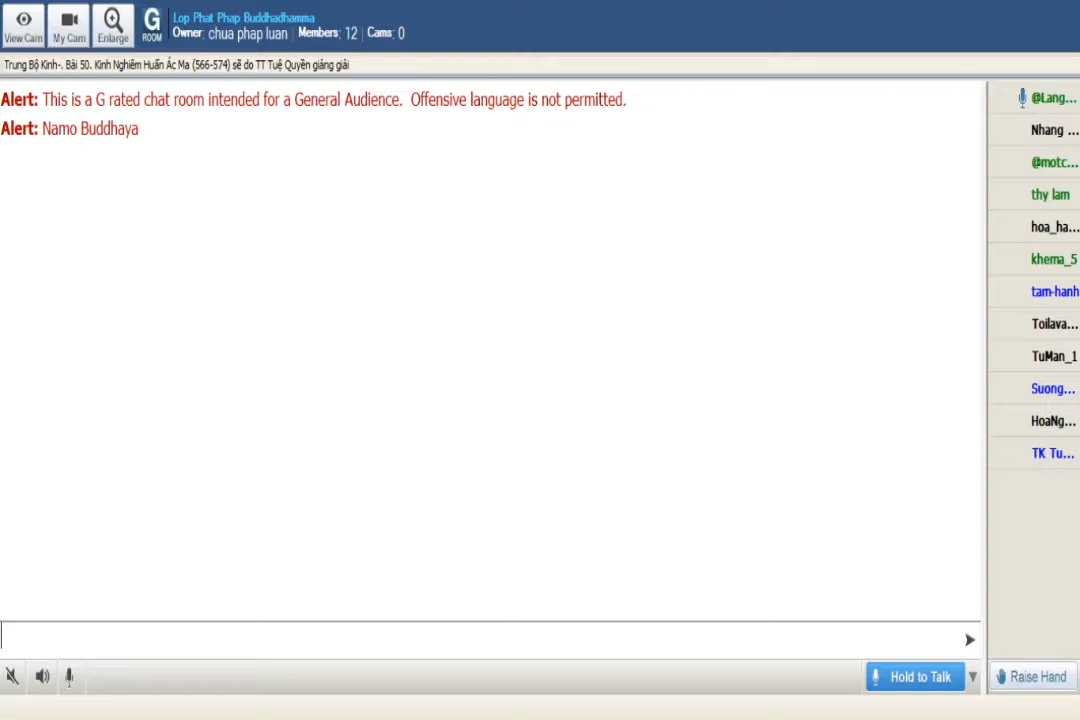 View Cam
My Cam
Enlarge
G
ROOM
Lop Phat Phap Buddhadhamma
Owner: chua phap luan Members: 12 Cams: 0
Trung Bộ Kinh-. Bài 50. Kinh Nghiêm Huấn Ác Ma (566-574) sẽ do TT Tuệ Quyền giảng giải
Alert: This is a G rated chat room intended for a General Audience. Offensive language is not permitted.
Alert: Namo Buddhaya
@Lang...
Nhang ...
@motc...
thy lam
hoa_ha...
khema_5
tam-hanh
Toilava...
TuMan_1
Suong...
HoaNg...
TK Tu...
Hold to Talk
Raise Hand